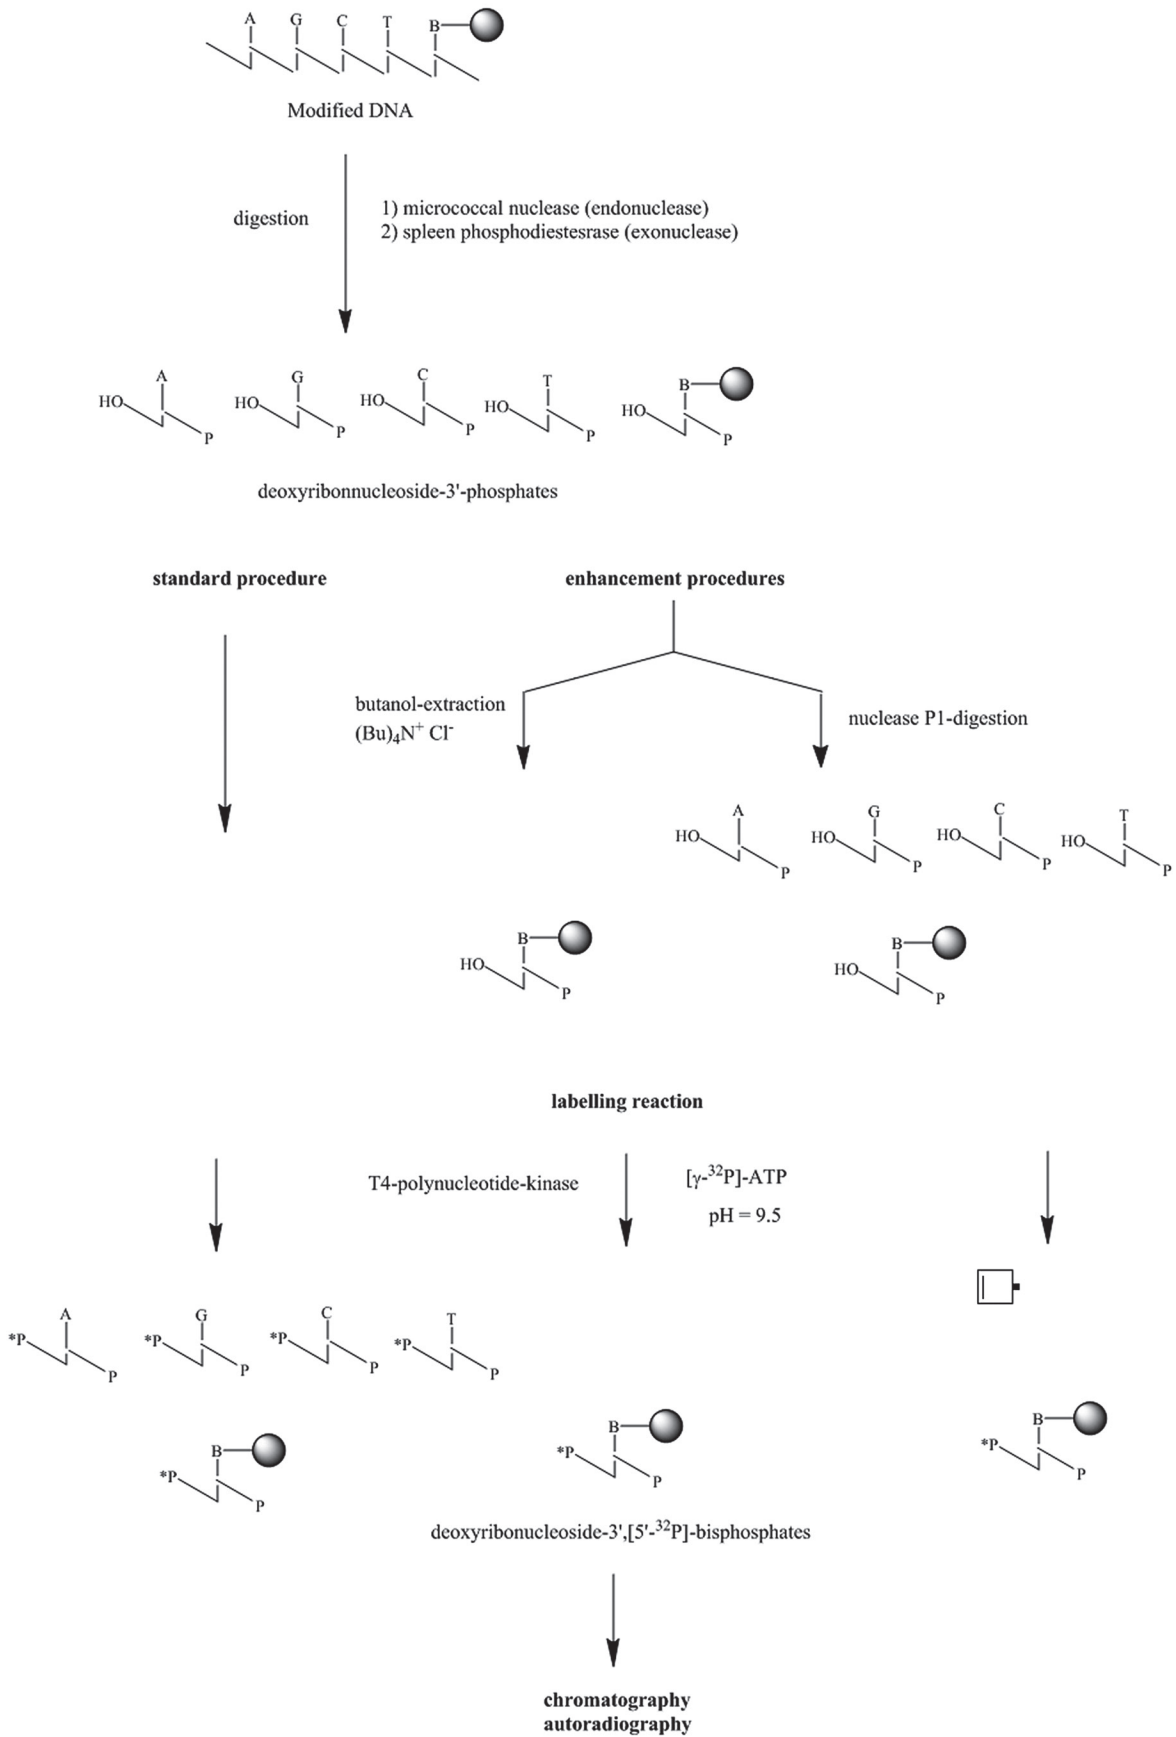 A G C T B
Modified DNA
digestion
1) micrococcal nuclease (endonuclease)
2) spleen phosphodiestesrase (exonuclease)
A G C T B
HO P HO P HO P HO P HO P
deoxyribonnucleoside-3'-phosphates
standard procedure
enhancement procedures
butanol-extraction
(Bu)4N+ Cl-
nuclease P1-digestion
A G C T
HO P HO P HO P HO P
B B
HO P HO P
labelling reaction
T4-polynucleotide-kinase
[γ-32P]-ATP
pH = 9.5
A G C T
*P P *P P *P P *P P
B B B
*P P *P P *P P
deoxyribonucleoside-3',[5'-32P]-bisphosphates
chromatography
autoradiography